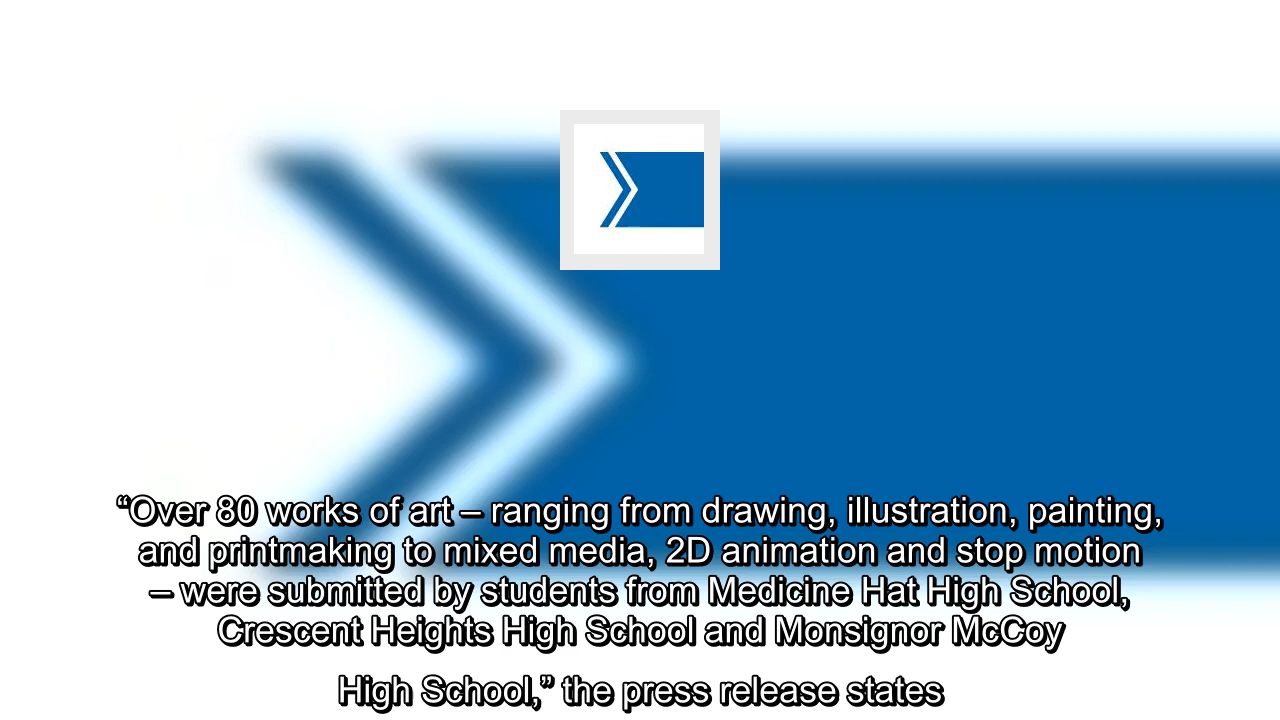 “Over 80 works of art – ranging from drawing, illustration, painting,
and printmaking to mixed media, 2D animation and stop motion
– were submitted by students from Medicine Hat High School,
Crescent Heights High School and Monsignor McCoy
High School,” the press release states